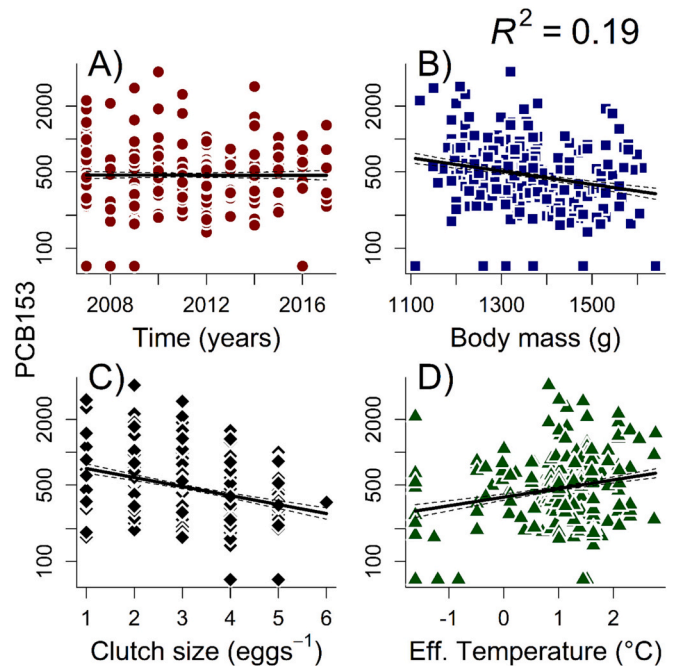 R² = 0.19
A)
B)
2000
500
100
2008
2012
2016
Time (years)
2000
500
100
1100
1300
1500
Body mass (g)
PCB153
C)
D)
2000
500
100
1
2
3
4
5
6
Clutch size (eggs⁻¹)
2000
500
100
-1
0
1
2
Eff. Temperature (°C)